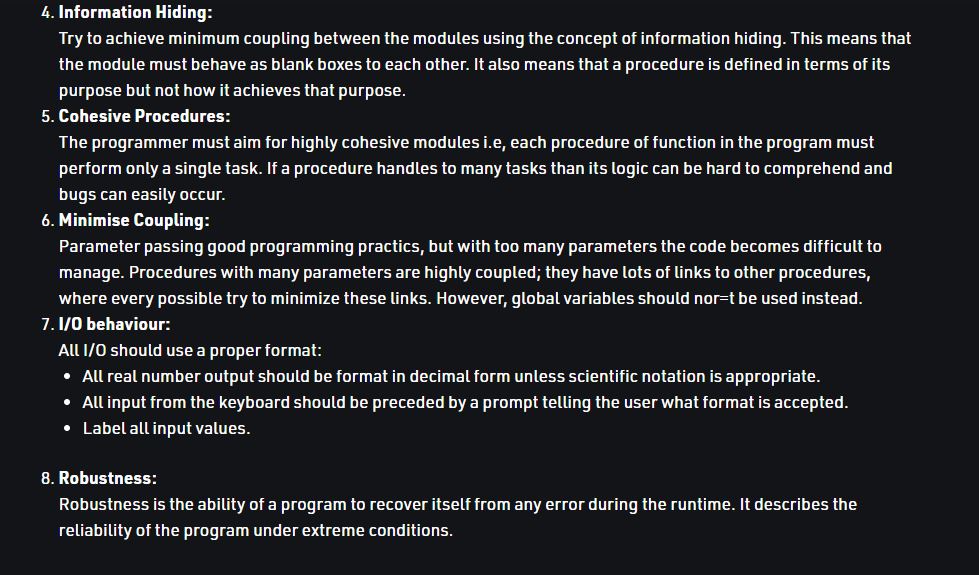 4. Information Hiding:
Try to achieve minimum coupling between the modules using the concept of information hiding. This means that
the module must behave as blank boxes to each other. It also means that a procedure is defined in terms of its
purpose but not how it achieves that purpose.
5. Cohesive Procedures:
The programmer must aim for highly cohesive modules i.e, each procedure of function in the program must
perform only a single task. If a procedure handles to many tasks than its logic can be hard to comprehend and
bugs can easily occur.
6. Minimise Coupling:
Parameter passing good programming practics, but with too many parameters the code becomes difficult to
manage. Procedures with many parameters are highly coupled; they have lots of links to other procedures,
where every possible try to minimize these links. However, global variables should nor=t be used instead.
7. I/O behaviour:
All I/O should use a proper format:
• All real number output should be format in decimal form unless scientific notation is appropriate.
• All input from the keyboard should be preceded by a prompt telling the user what format is accepted.
• Label all input values.
8. Robustness:
Robustness is the ability of a program to recover itself from any error during the runtime. It describes the
reliability of the program under extreme conditions.